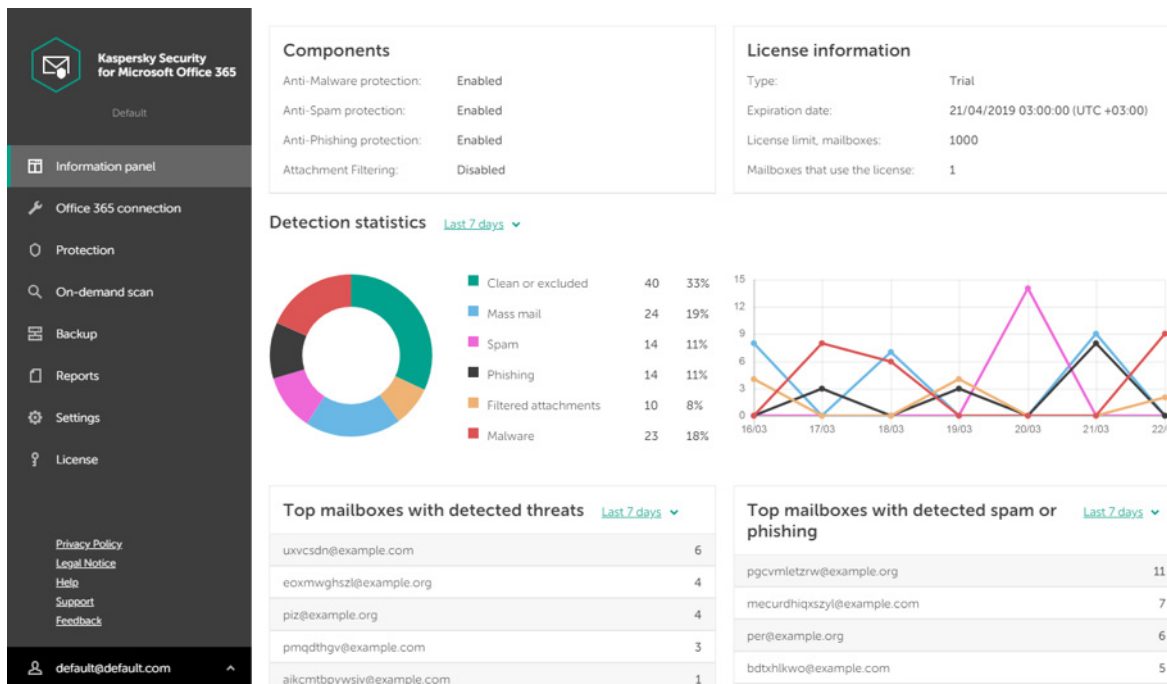 Kaspersky Security
for Microsoft Office 365
Default
Information panel
Office 365 connection
Protection
On-demand scan
Backup
Reports
Settings
License
Privacy Policy
Legal Notice
Help
Support
Feedback
default@default.com
Components
Anti-Malware protection: Enabled
Anti-Spam protection: Enabled
Anti-Phishing protection: Enabled
Attachment Filtering: Disabled
License information
Type: Trial
Expiration date: 21/04/2019 03:00:00 (UTC +03:00)
License limit, mailboxes: 1000
Mailboxes that use the license: 1
Detection statistics Last 7 days
Clean or excluded 40 33%
Mass mail 24 19%
Spam 14 11%
Phishing 14 11%
Filtered attachments 10 8%
Malware 23 18%
15
12
9
6
3
0
16/03 17/03 18/03 19/03 20/03 21/03 22/
Top mailboxes with detected threats Last 7 days
uxvcsdn@example.com 6
eoxmwghszl@example.org 4
piz@example.org 4
pmqdthgv@example.com 3
aikcmtbpvwsiv@example.com 1
Top mailboxes with detected spam or Last 7 days
phishing
pgcvmletzrw@example.org 11
mecurdhiqxszyl@example.com 7
per@example.org 6
bdtxhlkwo@example.com 5